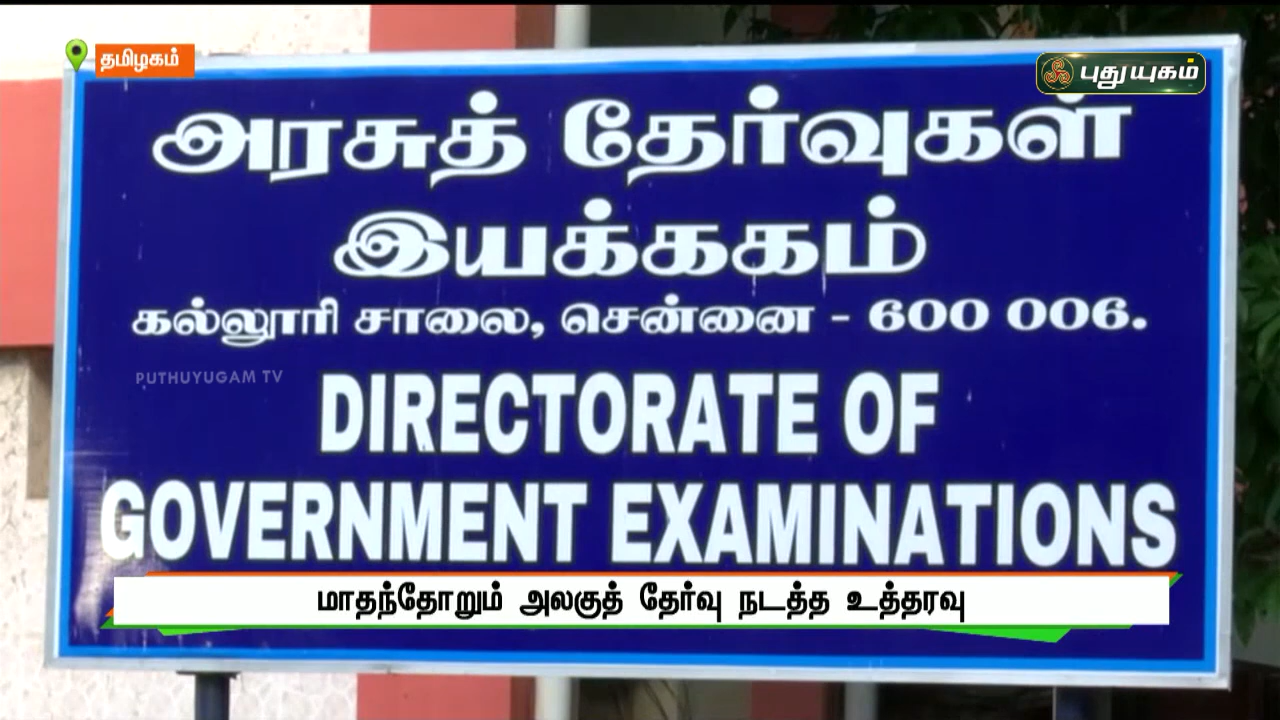 தமிழகம்
புதுயுகம்
அரசுத் தேர்வுகள்
இயக்ககம்
கல்லூரி சாலை, சென்னை - 600 006.
PUTHUYUGAM TV
DIRECTORATE OF
GOVERNMENT EXAMINATIONS
மாதந்தோறும் அலகுத் தேர்வு நடத்த உத்தரவு